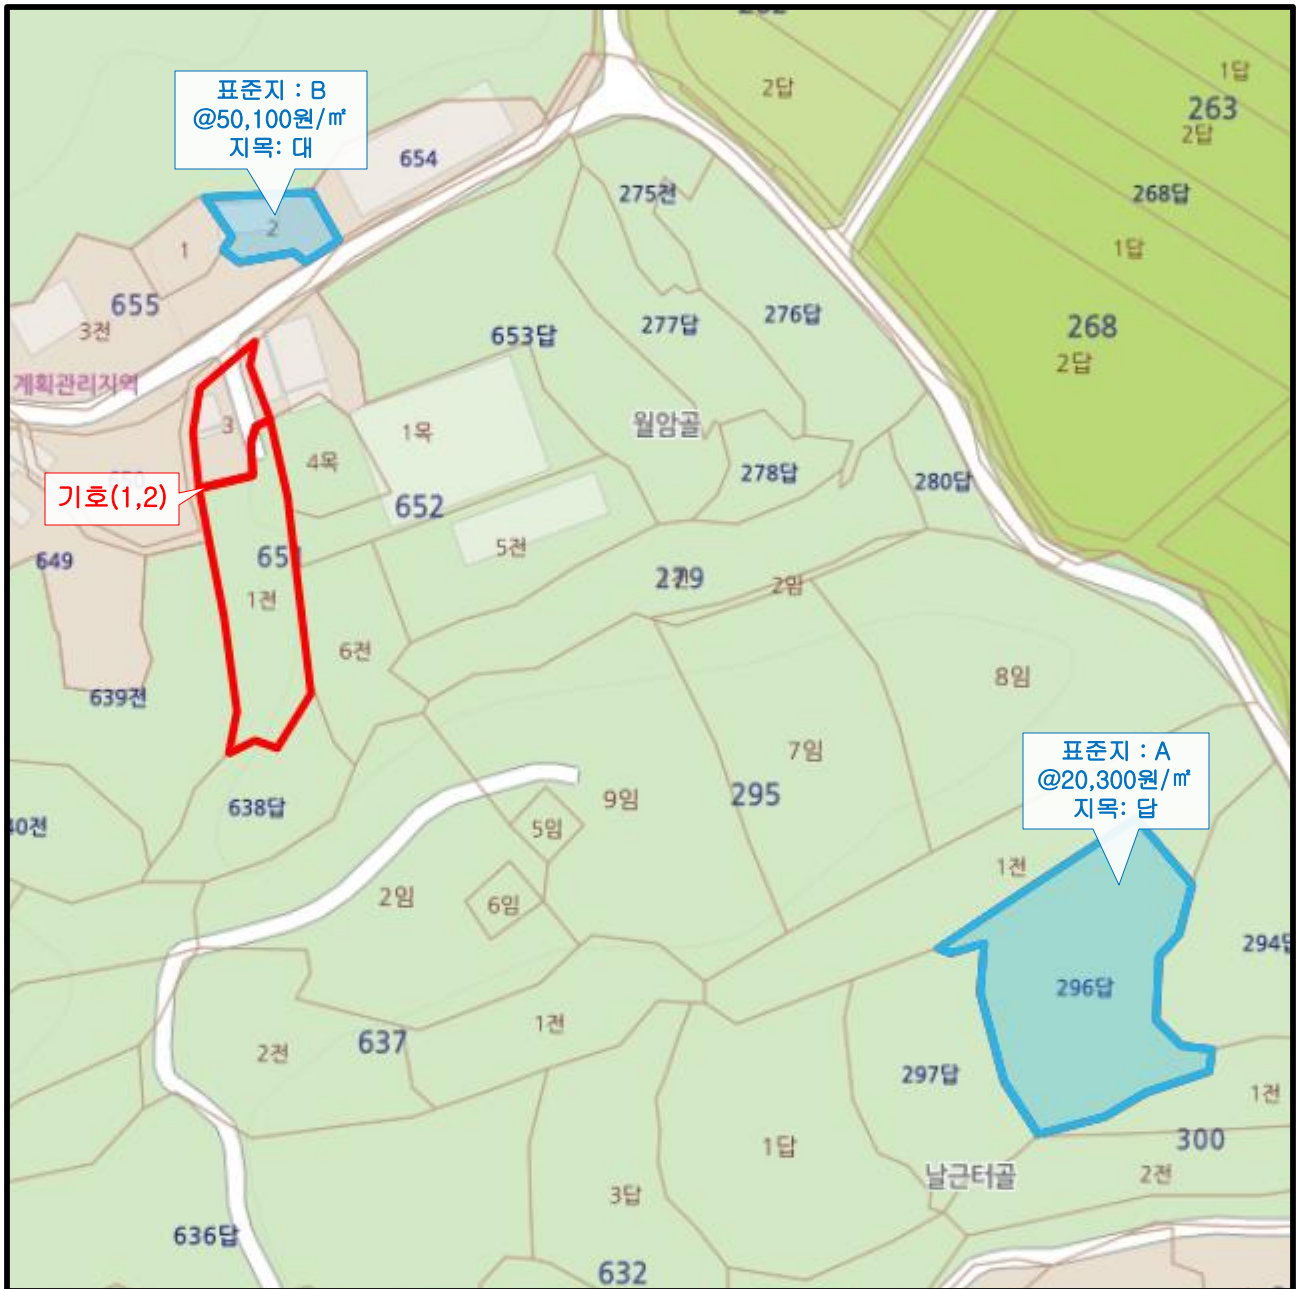 2답
1답
263
2답
표준지 : B
@50,100원/㎡
지목: 대
654
275전
268답
2
1
1답
655
3전
653답
277답
276답
268
2답
계획관리지역
3
1목
월암골
4목
278답
280답
기호(1,2)
652
649
5전
2임
1전
6전
639전
8임
7임
표준지 : A
@20,300원/㎡
지목: 답
638답
9임
295
5임
1전
2임
6임
294답
296답
1전
637
2전
297답
1전
1답
300
날근터골
2전
3답
636답
632